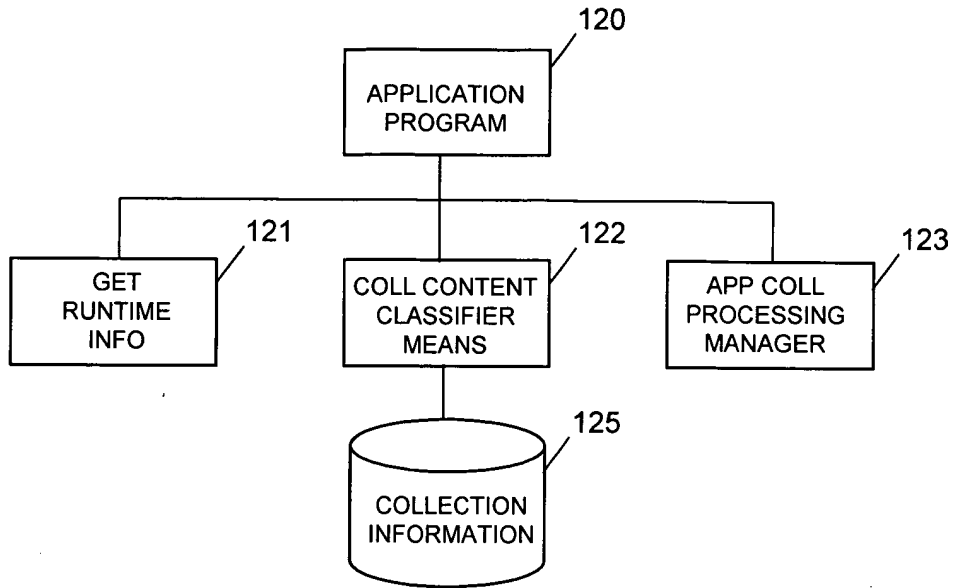 120
APPLICATION
PROGRAM
121
GET
RUNTIME
INFO
122
COLL CONTENT
CLASSIFIER
MEANS
123
APP COLL
PROCESSING
MANAGER
125
COLLECTION
INFORMATION